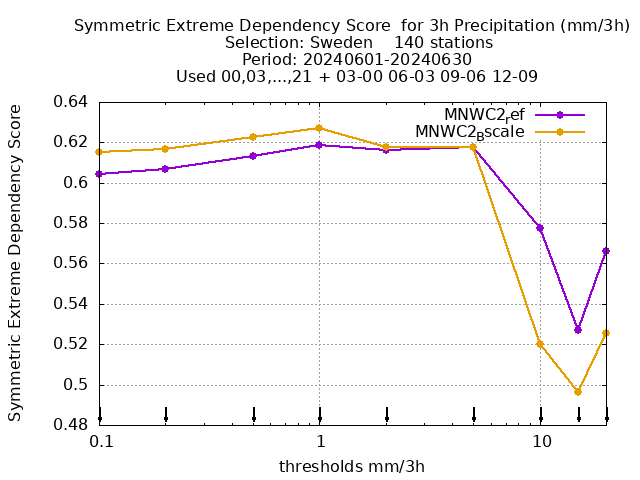 Symmetric Extreme Dependency Score  for 3h Precipitation (mm/3h)
Selection: Sweden    140 stations
Period: 20240601-20240630
Used 00,03,...,21 + 03-00 06-03 09-06 12-09
Symmetric Extreme Dependency Score
0.64
0.62
0.6
0.58
0.56
0.54
0.52
0.5
0.48
MNWC2ref
MNWC2Bscale
0.1
1
10
thresholds mm/3h